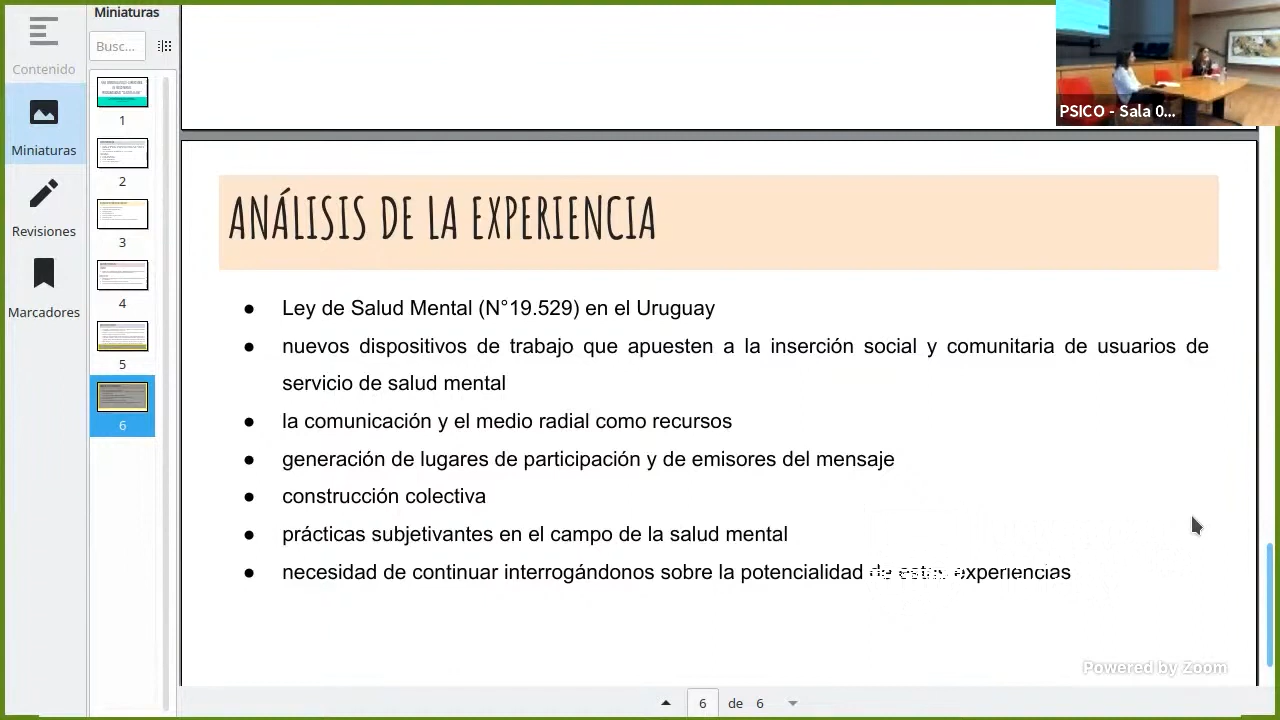 Miniaturas
Contenido
Busc...
Miniaturas
Revisiones
Marcadores
1
2
3
4
5
6
PSICO - Sala 0...
ANÁLISIS DE LA EXPERIENCIA
● Ley de Salud Mental (N°19.529) en el Uruguay
● nuevos dispositivos de trabajo que apuesten a la inserción social y comunitaria de usuarios de
servicio de salud mental
● la comunicación y el medio radial como recursos
● generación de lugares de participación y de emisores del mensaje
● construcción colectiva
● prácticas subjetivantes en el campo de la salud mental
● necesidad de continuar interrogándonos sobre la potencialidad de estas experiencias
Powered by Zoom
6 de 6